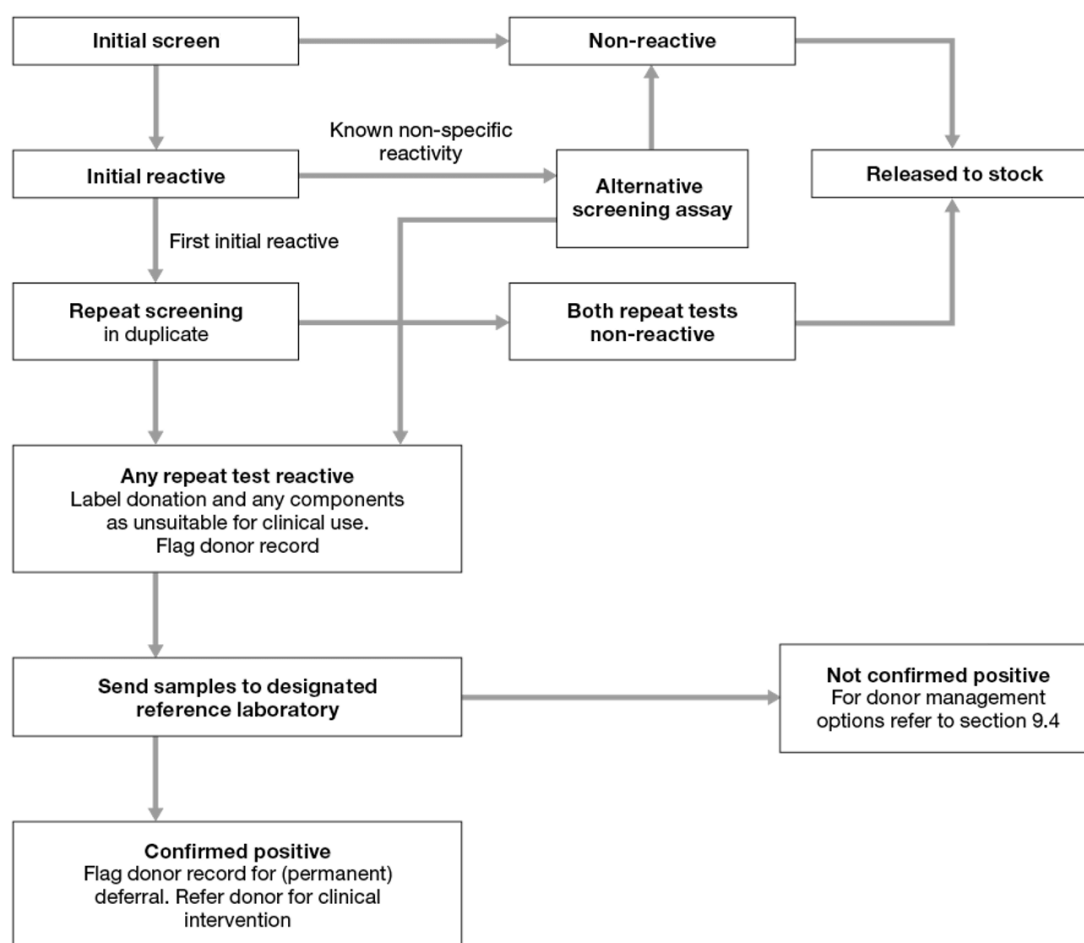 Initial screen
Non-reactive
Known non-specific
reactivity
Initial reactive
Alternative
screening assay
Released to stock
First initial reactive
Repeat screening
in duplicate
Both repeat tests
non-reactive
Any repeat test reactive
Label donation and any components
as unsuitable for clinical use.
Flag donor record
Send samples to designated
reference laboratory
Not confirmed positive
For donor management
options refer to section 9.4
Confirmed positive
Flag donor record for (permanent)
deferral. Refer donor for clinical
intervention